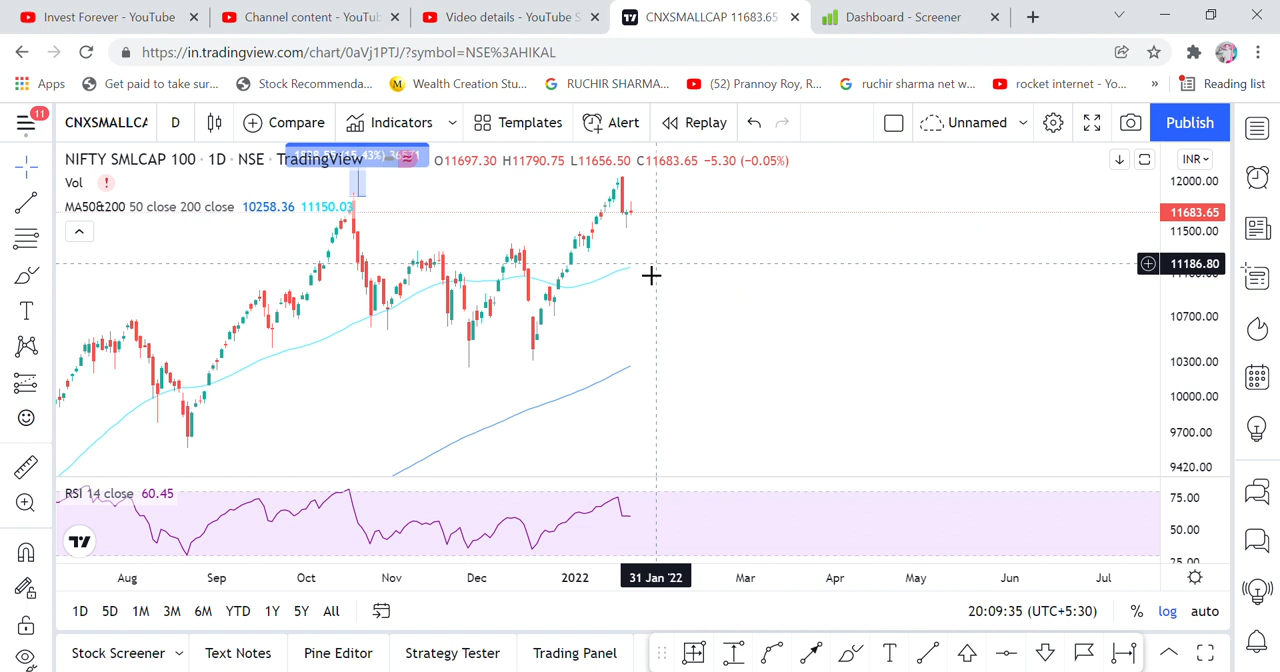 Invest Forever - YouTube
Channel content - YouTub
Video details - YouTube S
CNXSMALLCAP 11683.65
Dashboard - Screener
https://in.tradingview.com/chart/0aVj1PTJ/?symbol=NSE%3AHIKAL
Apps
Get paid to take sur...
Stock Recommenda...
Wealth Creation Stu...
RUCHIR SHARMA...
(52) Prannoy Roy, R...
ruchir sharma net w...
rocket internet - Yo...
»
Reading list
11
CNXSMALLCA
D
Compare
Indicators
Templates
Alert
Replay
Unnamed
Publish
NIFTY SMLCAP 100 · 1D · NSE · TradingView
O11697.30 H11790.75 L11656.50 C11683.65 −5.30 (−0.05%)
INR
Vol
MA50&200 50 close 200 close 10258.36 11150.03
12000.00
11683.65
11500.00
11186.80
10700.00
10300.00
10000.00
9700.00
9420.00
RSI 14 close 60.45
75.00
50.00
25.00
Aug
Sep
Oct
Nov
Dec
2022
31 Jan '22
Mar
Apr
May
Jun
Jul
1D
5D
1M
3M
6M
YTD
1Y
5Y
All
20:09:35 (UTC+5:30)
%
log
auto
Stock Screener
Text Notes
Pine Editor
Strategy Tester
Trading Panel